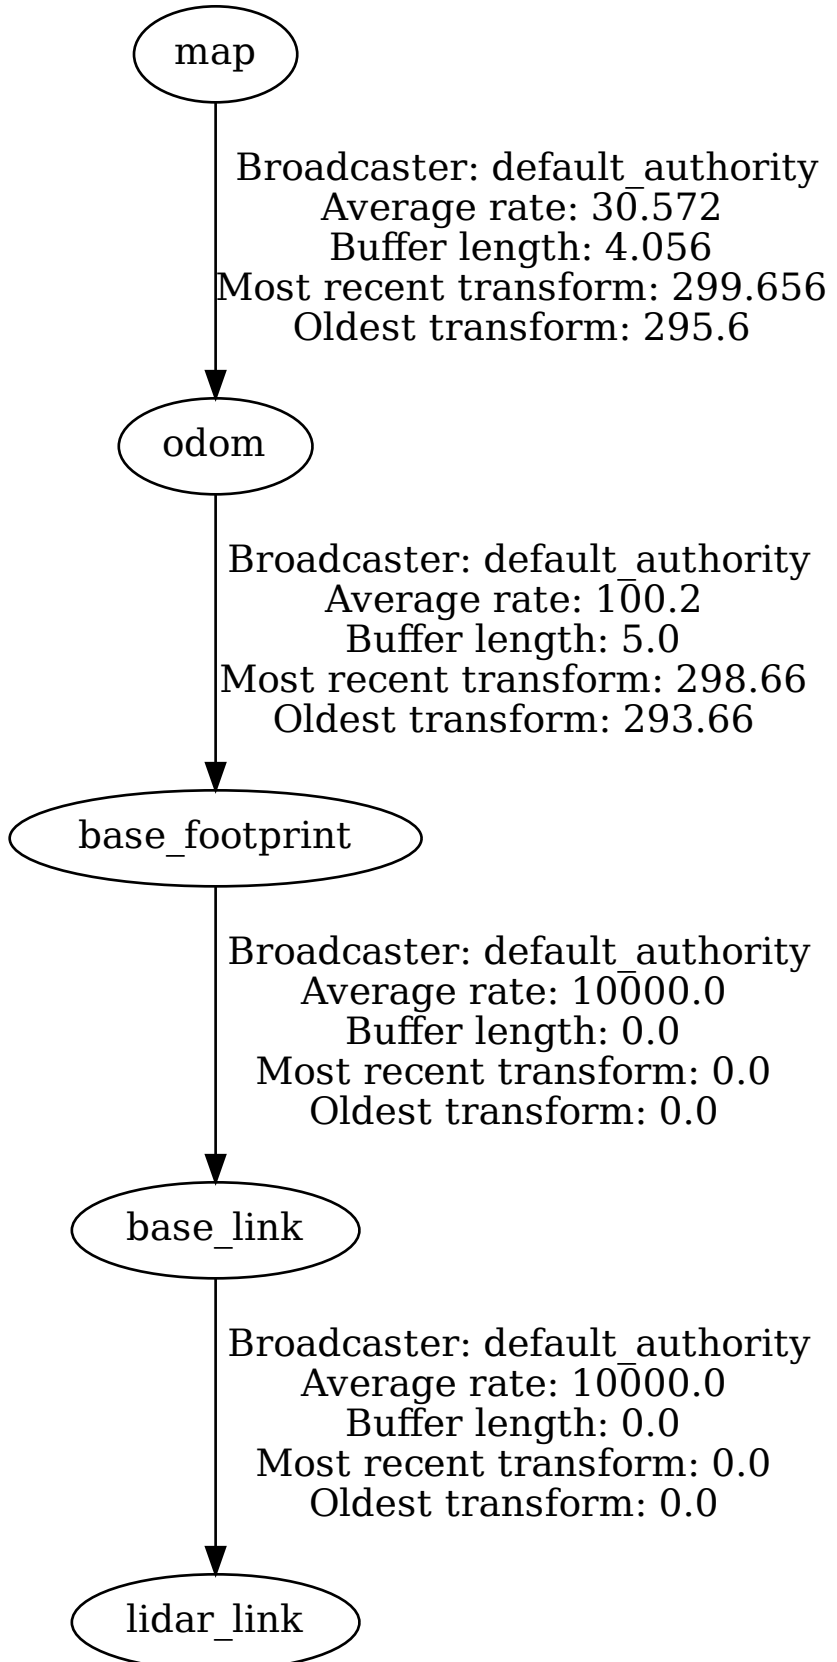 map
Broadcaster: default_authority
Average rate: 30.572
Buffer length: 4.056
Most recent transform: 299.656
Oldest transform: 295.6
odom
Broadcaster: default_authority
Average rate: 100.2
Buffer length: 5.0
Most recent transform: 298.66
Oldest transform: 293.66
base_footprint
Broadcaster: default_authority
Average rate: 10000.0
Buffer length: 0.0
Most recent transform: 0.0
Oldest transform: 0.0
base_link
Broadcaster: default_authority
Average rate: 10000.0
Buffer length: 0.0
Most recent transform: 0.0
Oldest transform: 0.0
lidar_link